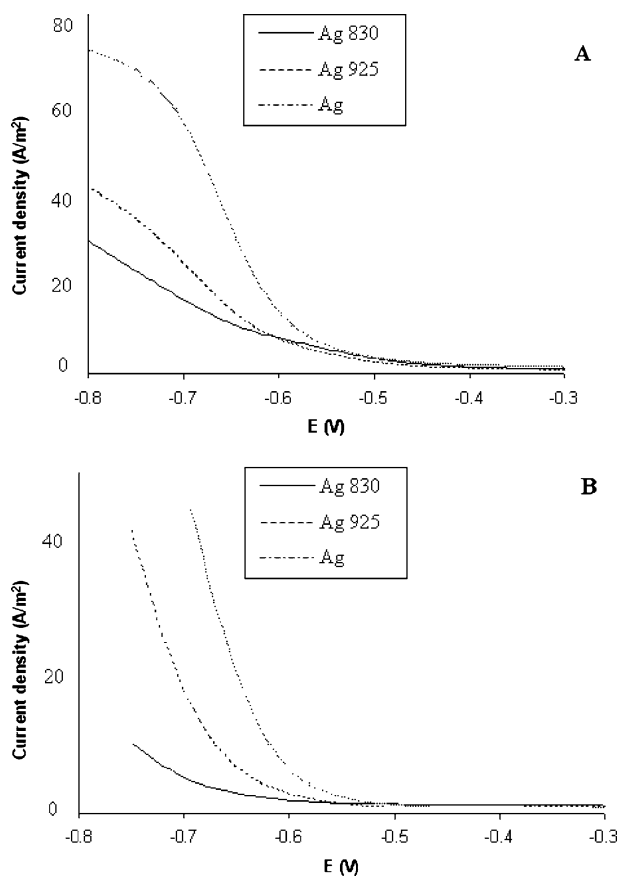 80
60
40
20
0
Current density (A/m²)
Ag 830
Ag 925
Ag
A
-0.8 -0.7 -0.6 -0.5 -0.4 -0.3
E (V)
40
20
0
Current density (A/m²)
Ag 830
Ag 925
Ag
B
-0.8 -0.7 -0.6 -0.5 -0.4 -0.3
E (V)